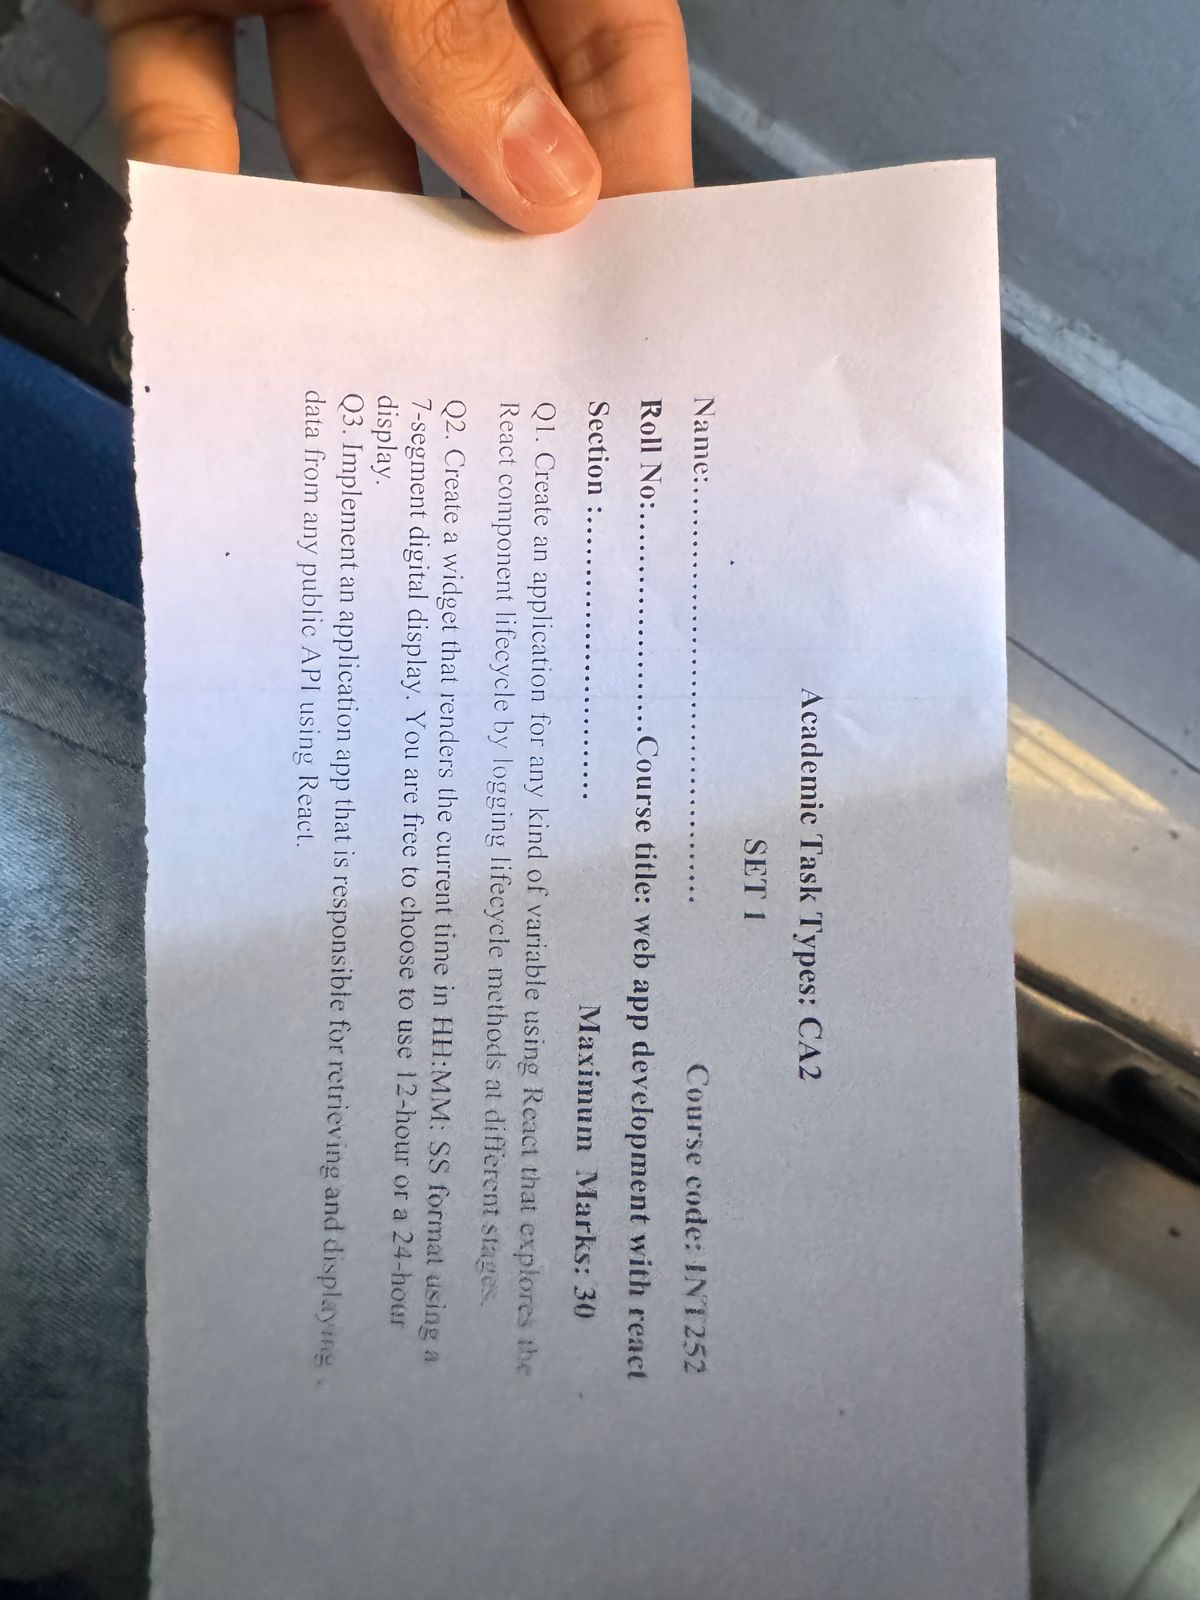 Academic Task Types: CA2
SET 1
Name:........................................ Course code: INT252
Roll No:.....................Course title: web app development with react
Section :........................... Maximum Marks: 30
Q1. Create an application for any kind of variable using React that explores the
React component lifecycle by logging lifecycle methods at different stages.
Q2. Create a widget that renders the current time in HH:MM: SS format using a
7-segment digital display. You are free to choose to use 12-hour or a 24-hour
display.
Q3. Implement an application app that is responsible for retrieving and displaying
data from any public API using React.